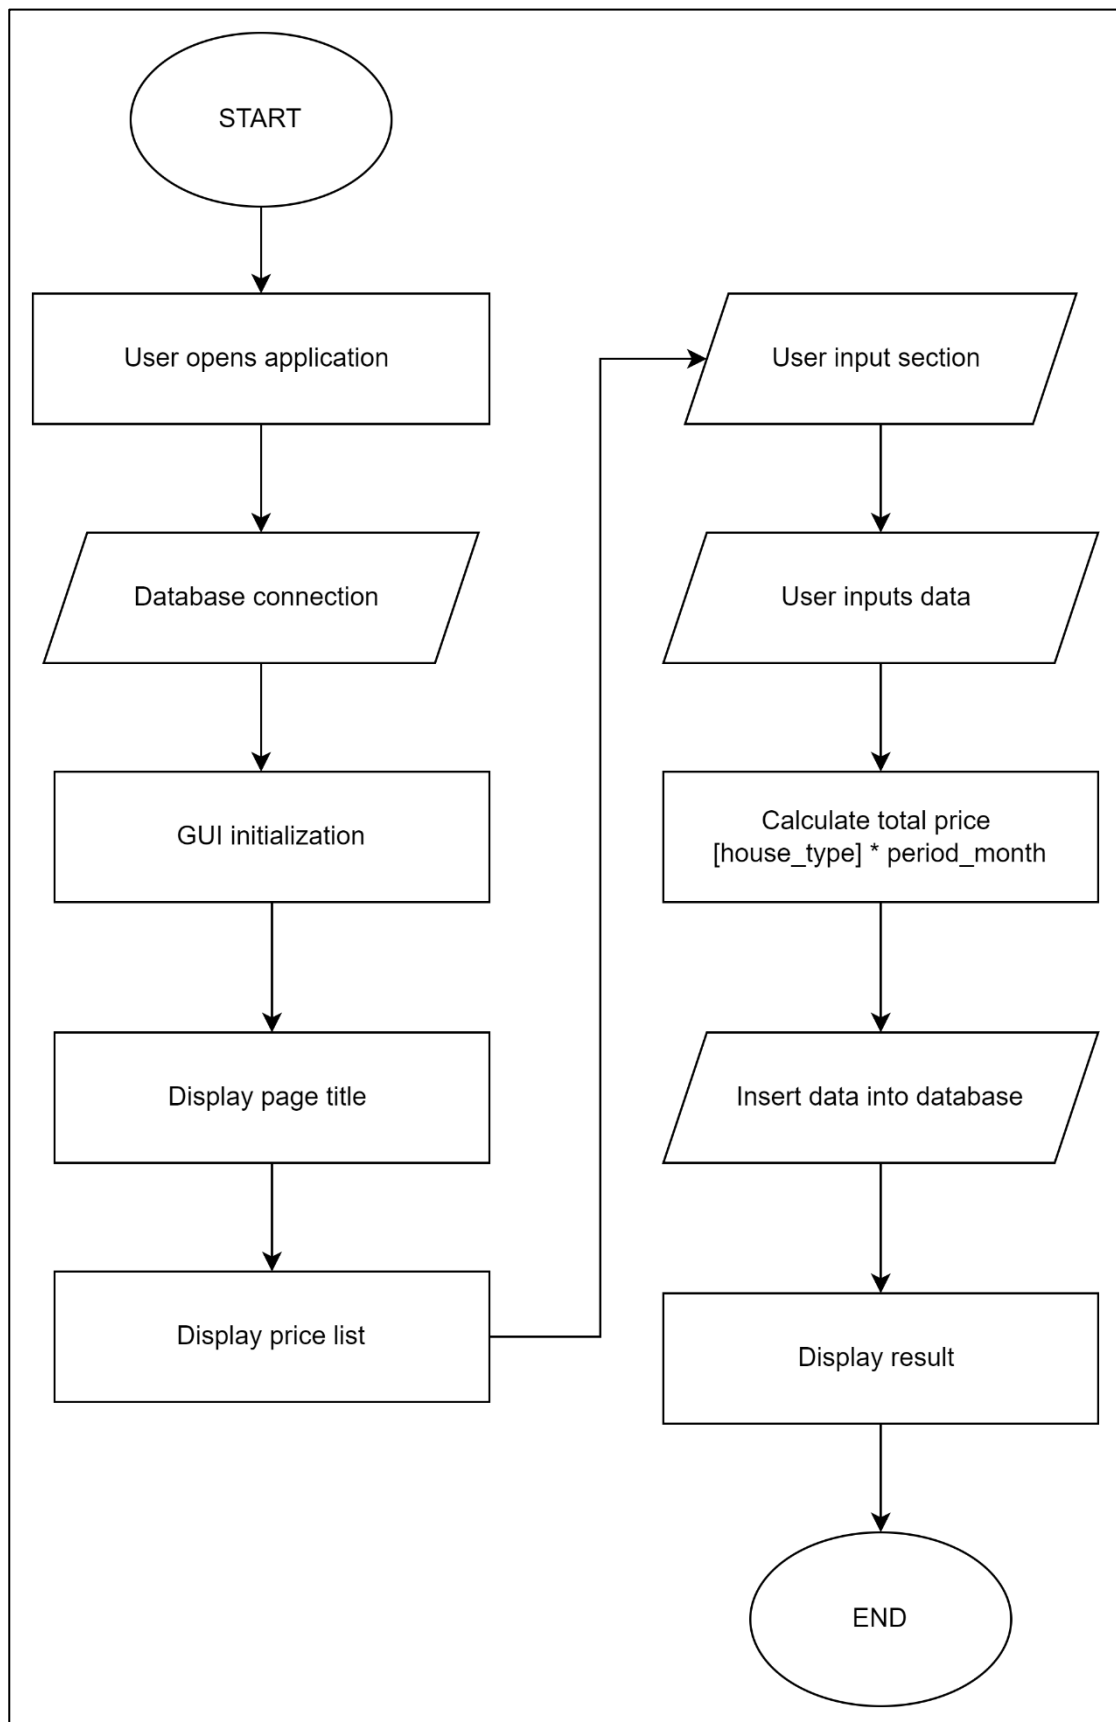 START
User opens application
Database connection
GUI initialization
Display page title
Display price list
User input section
User inputs data
Calculate total price
[house_type] * period_month
Insert data into database
Display result
END